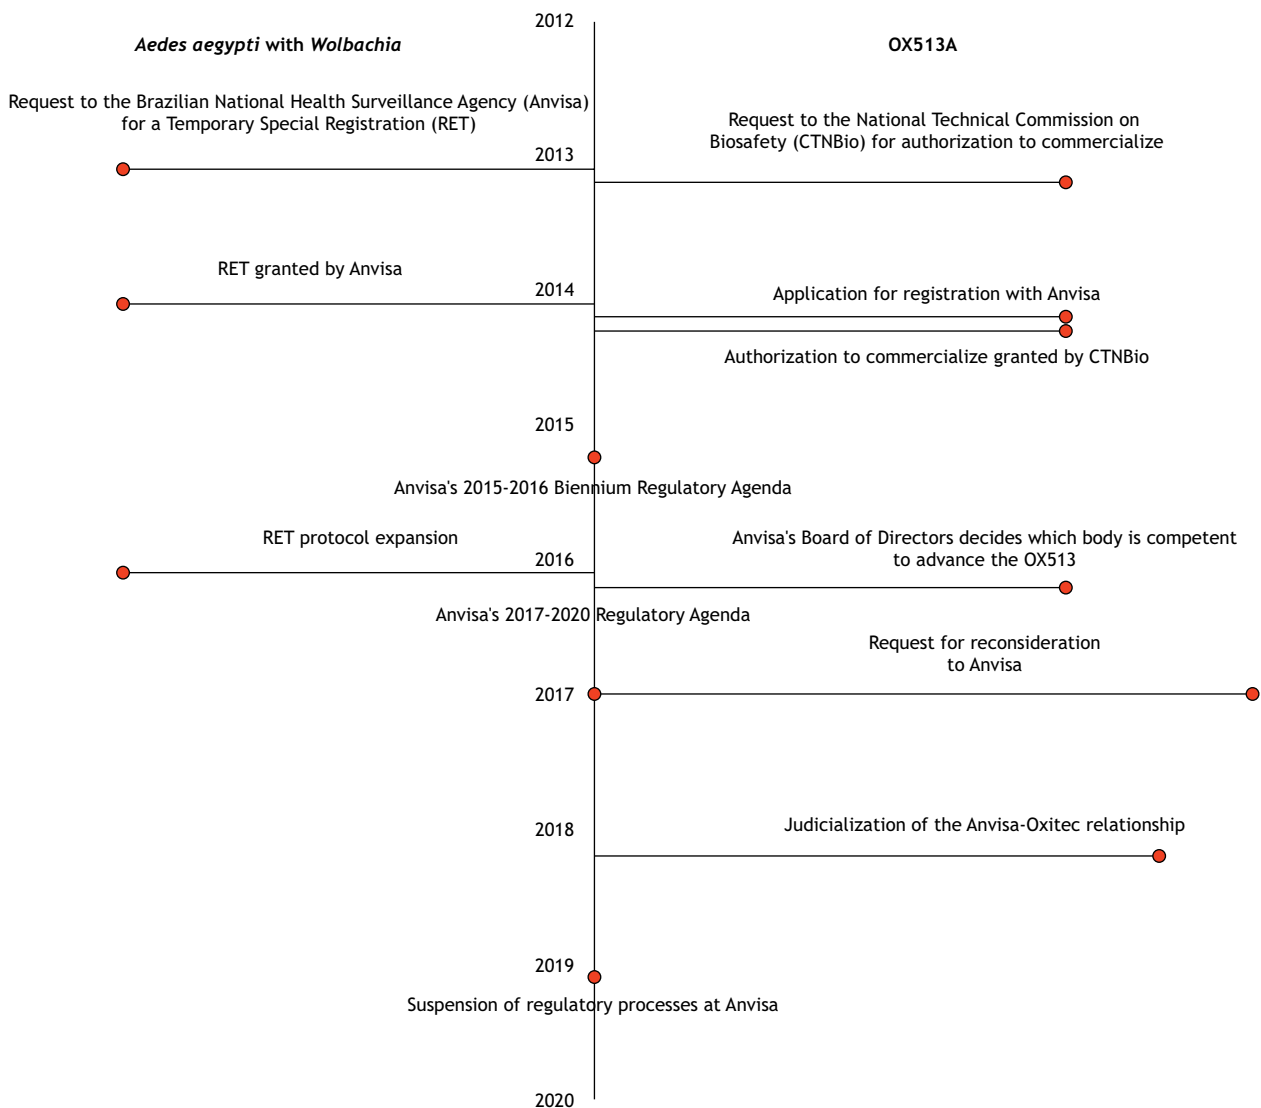 2012
Aedes aegypti with Wolbachia
OX513A
Request to the Brazilian National Health Surveillance Agency (Anvisa)
for a Temporary Special Registration (RET)
Request to the National Technical Commission on
Biosafety (CTNBio) for authorization to commercialize
2013
RET granted by Anvisa
2014
Application for registration with Anvisa
Authorization to commercialize granted by CTNBio
2015
Anvisa's 2015-2016 Biennium Regulatory Agenda
RET protocol expansion
Anvisa's Board of Directors decides which body is competent
to advance the OX513
2016
Anvisa's 2017-2020 Regulatory Agenda
Request for reconsideration
to Anvisa
2017
Judicialization of the Anvisa-Oxitec relationship
2018
2019
Suspension of regulatory processes at Anvisa
2020